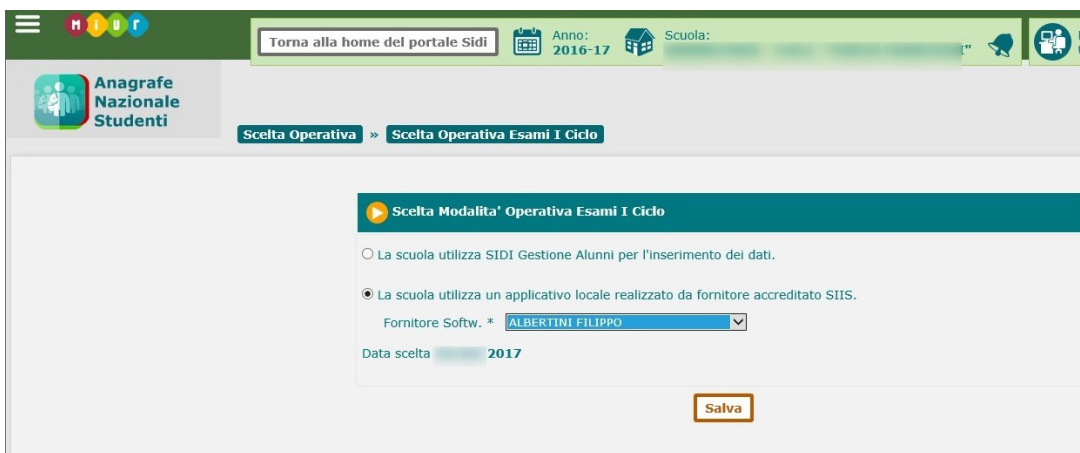 MIUR
Torna alla home del portale Sidi
Anno:
2016-17
Scuola:
Anagrafe
Nazionale
Studenti
Scelta Operativa » Scelta Operativa Esami I Ciclo
Scelta Modalita' Operativa Esami I Ciclo
La scuola utilizza SIDI Gestione Alunni per l'inserimento dei dati.
La scuola utilizza un applicativo locale realizzato da fornitore accreditato SIIS.
Fornitore Softw. * ALBERTINI FILIPPO
Data scelta 2017
Salva